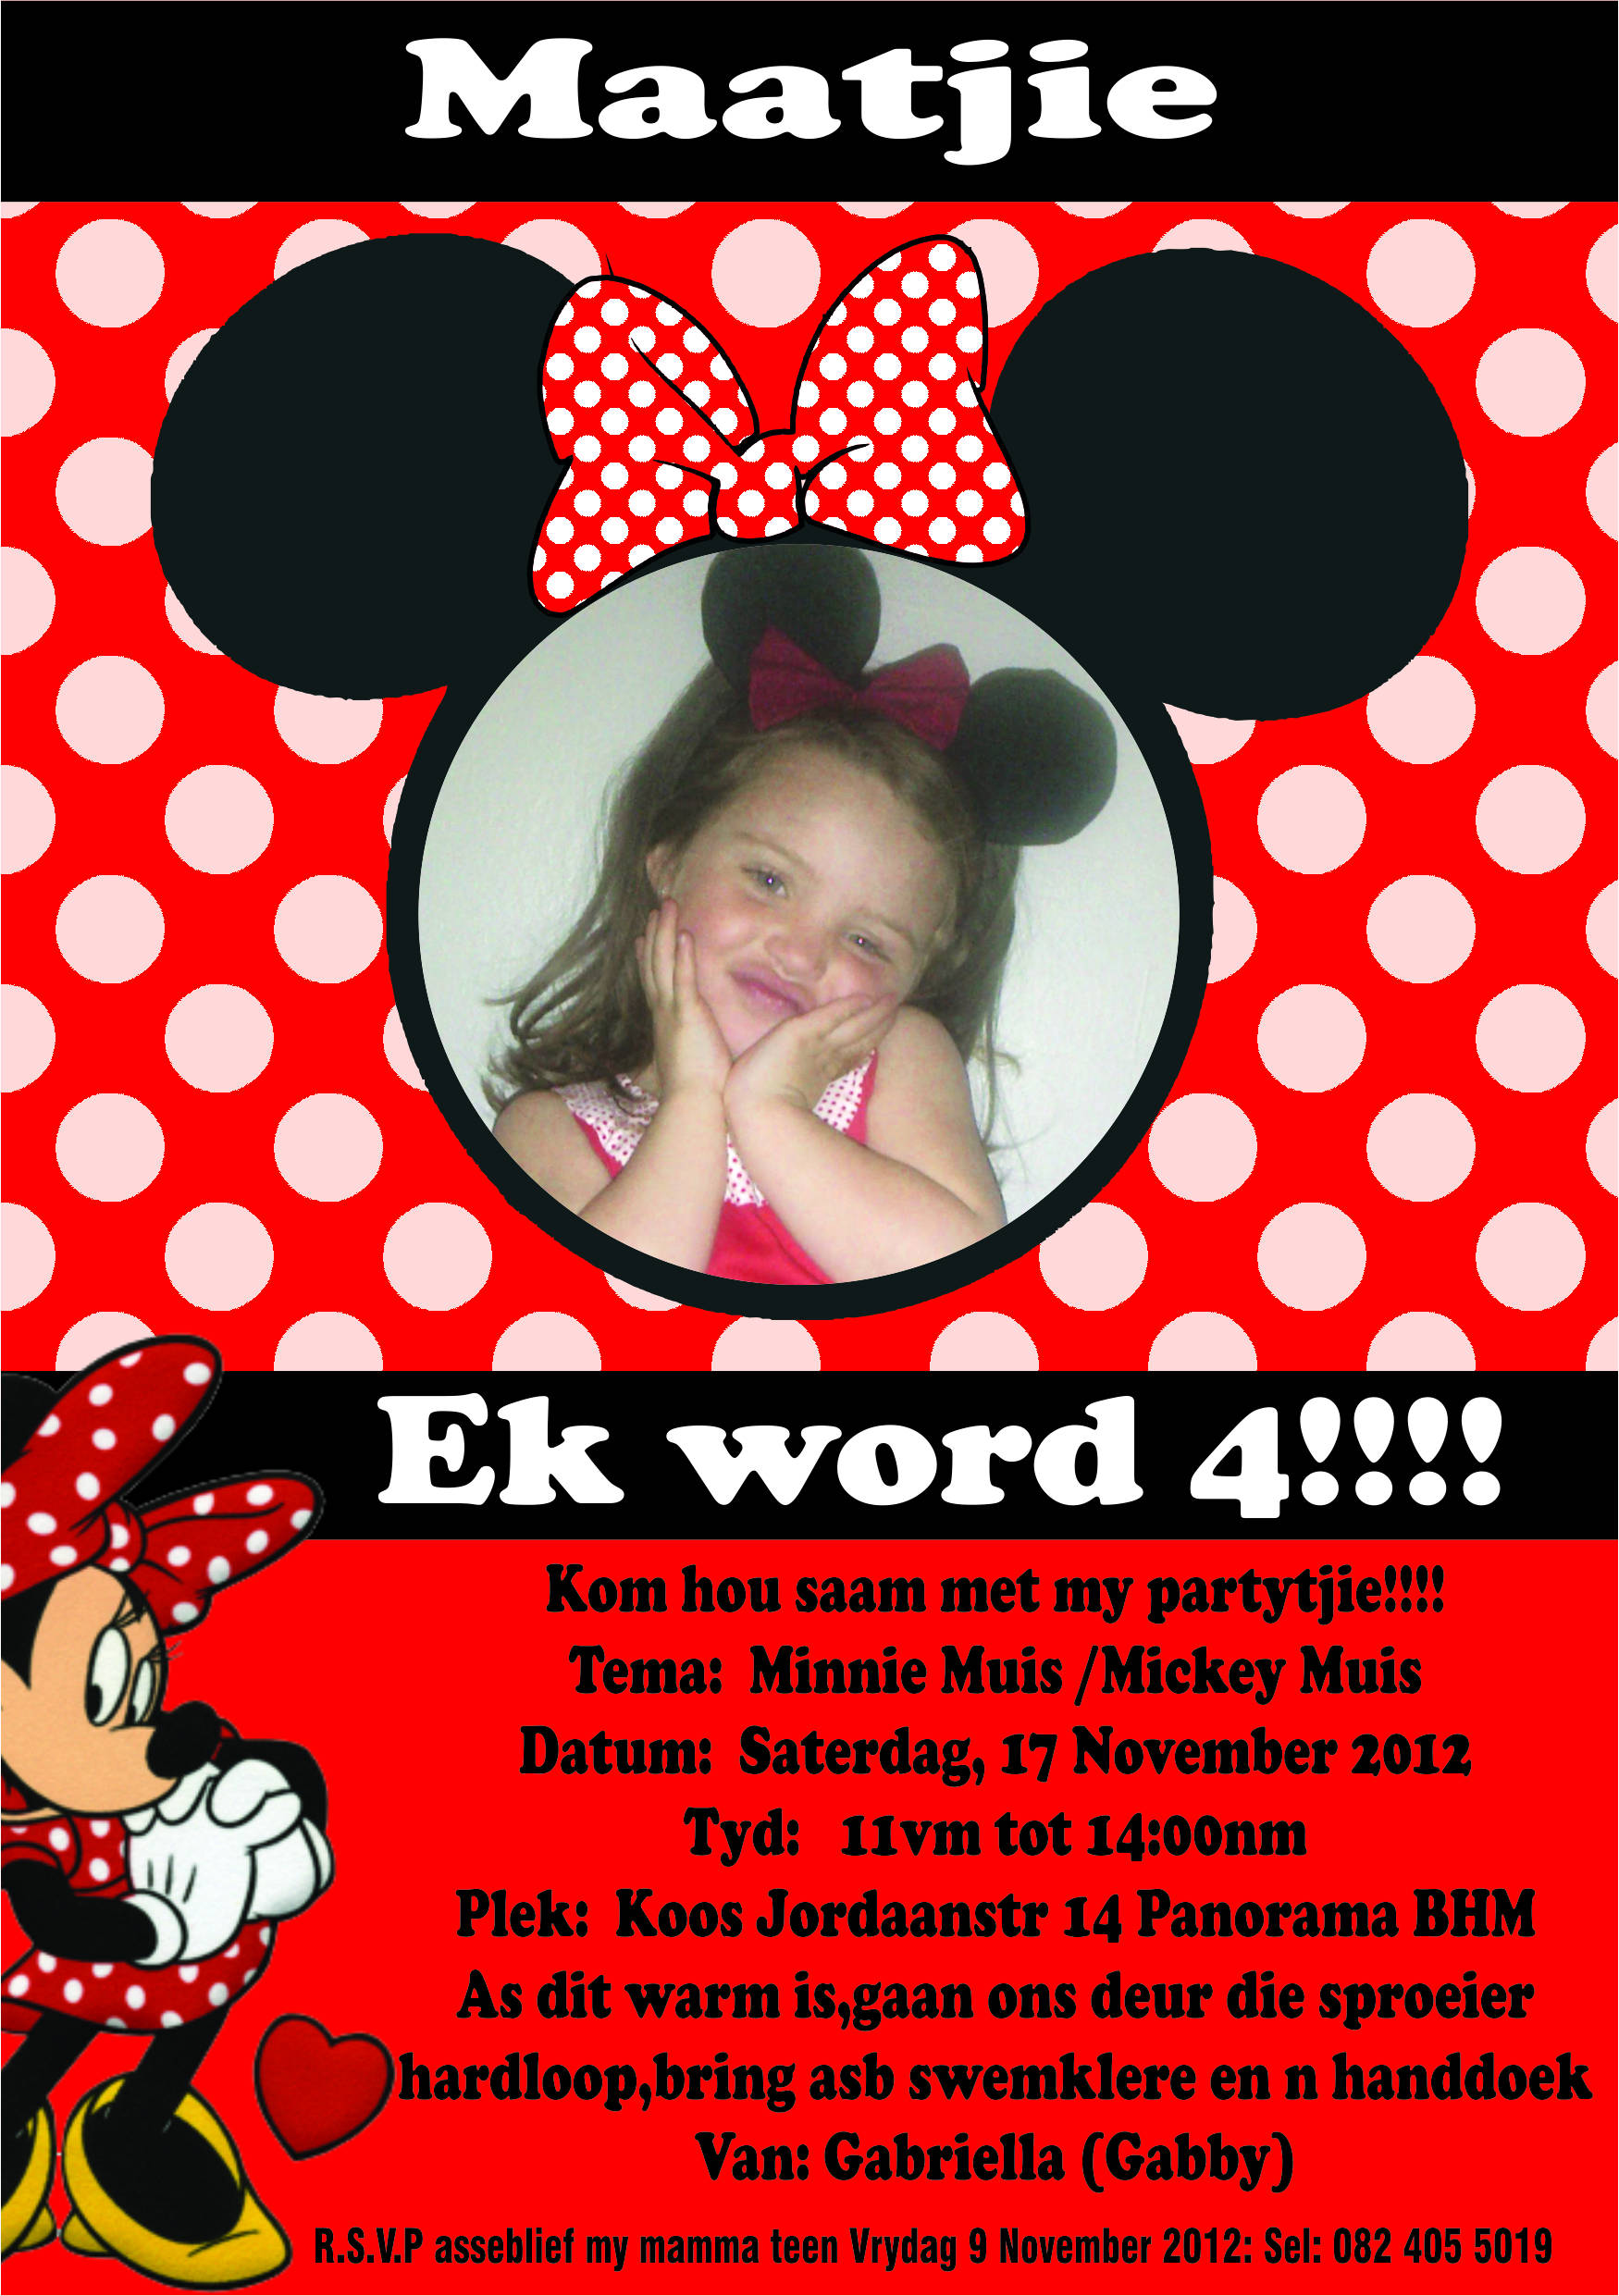 Maatjie
Ek word 4!!!!
Kom hou saam met my partytjie!!!!
Tema:  Minnie Muis /Mickey Muis
Datum:  Saterdag, 17 November 2012
Tyd:   11vm tot 14:00nm
Plek:  Koos Jordaanstr 14 Panorama BHM
As dit warm is,gaan ons deur die sproeier
hardloop,bring asb swemklere en n handdoek
Van: Gabriella (Gabby)
R.S.V.P asseblief my mamma teen Vrydag 9 November 2012: Sel: 082 405 5019